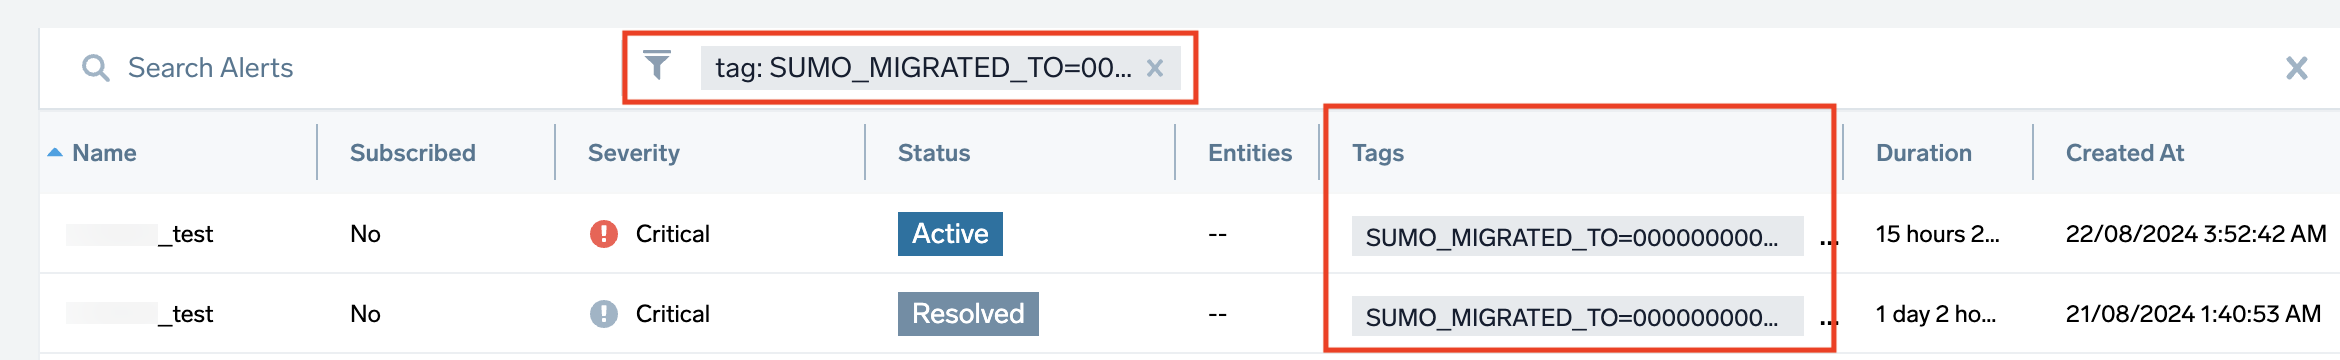 Search Alerts tag: SUMO_MIGRATED_TO=00...
Name Subscribed Severity Status Entities Tags Duration Created At
_test No Critical Active -- SUMO_MIGRATED_TO=000000000... ... 15 hours 2... 22/08/2024 3:52:42 AM
_test No Critical Resolved -- SUMO_MIGRATED_TO=000000000... ... 1 day 2 ho... 21/08/2024 1:40:53 AM